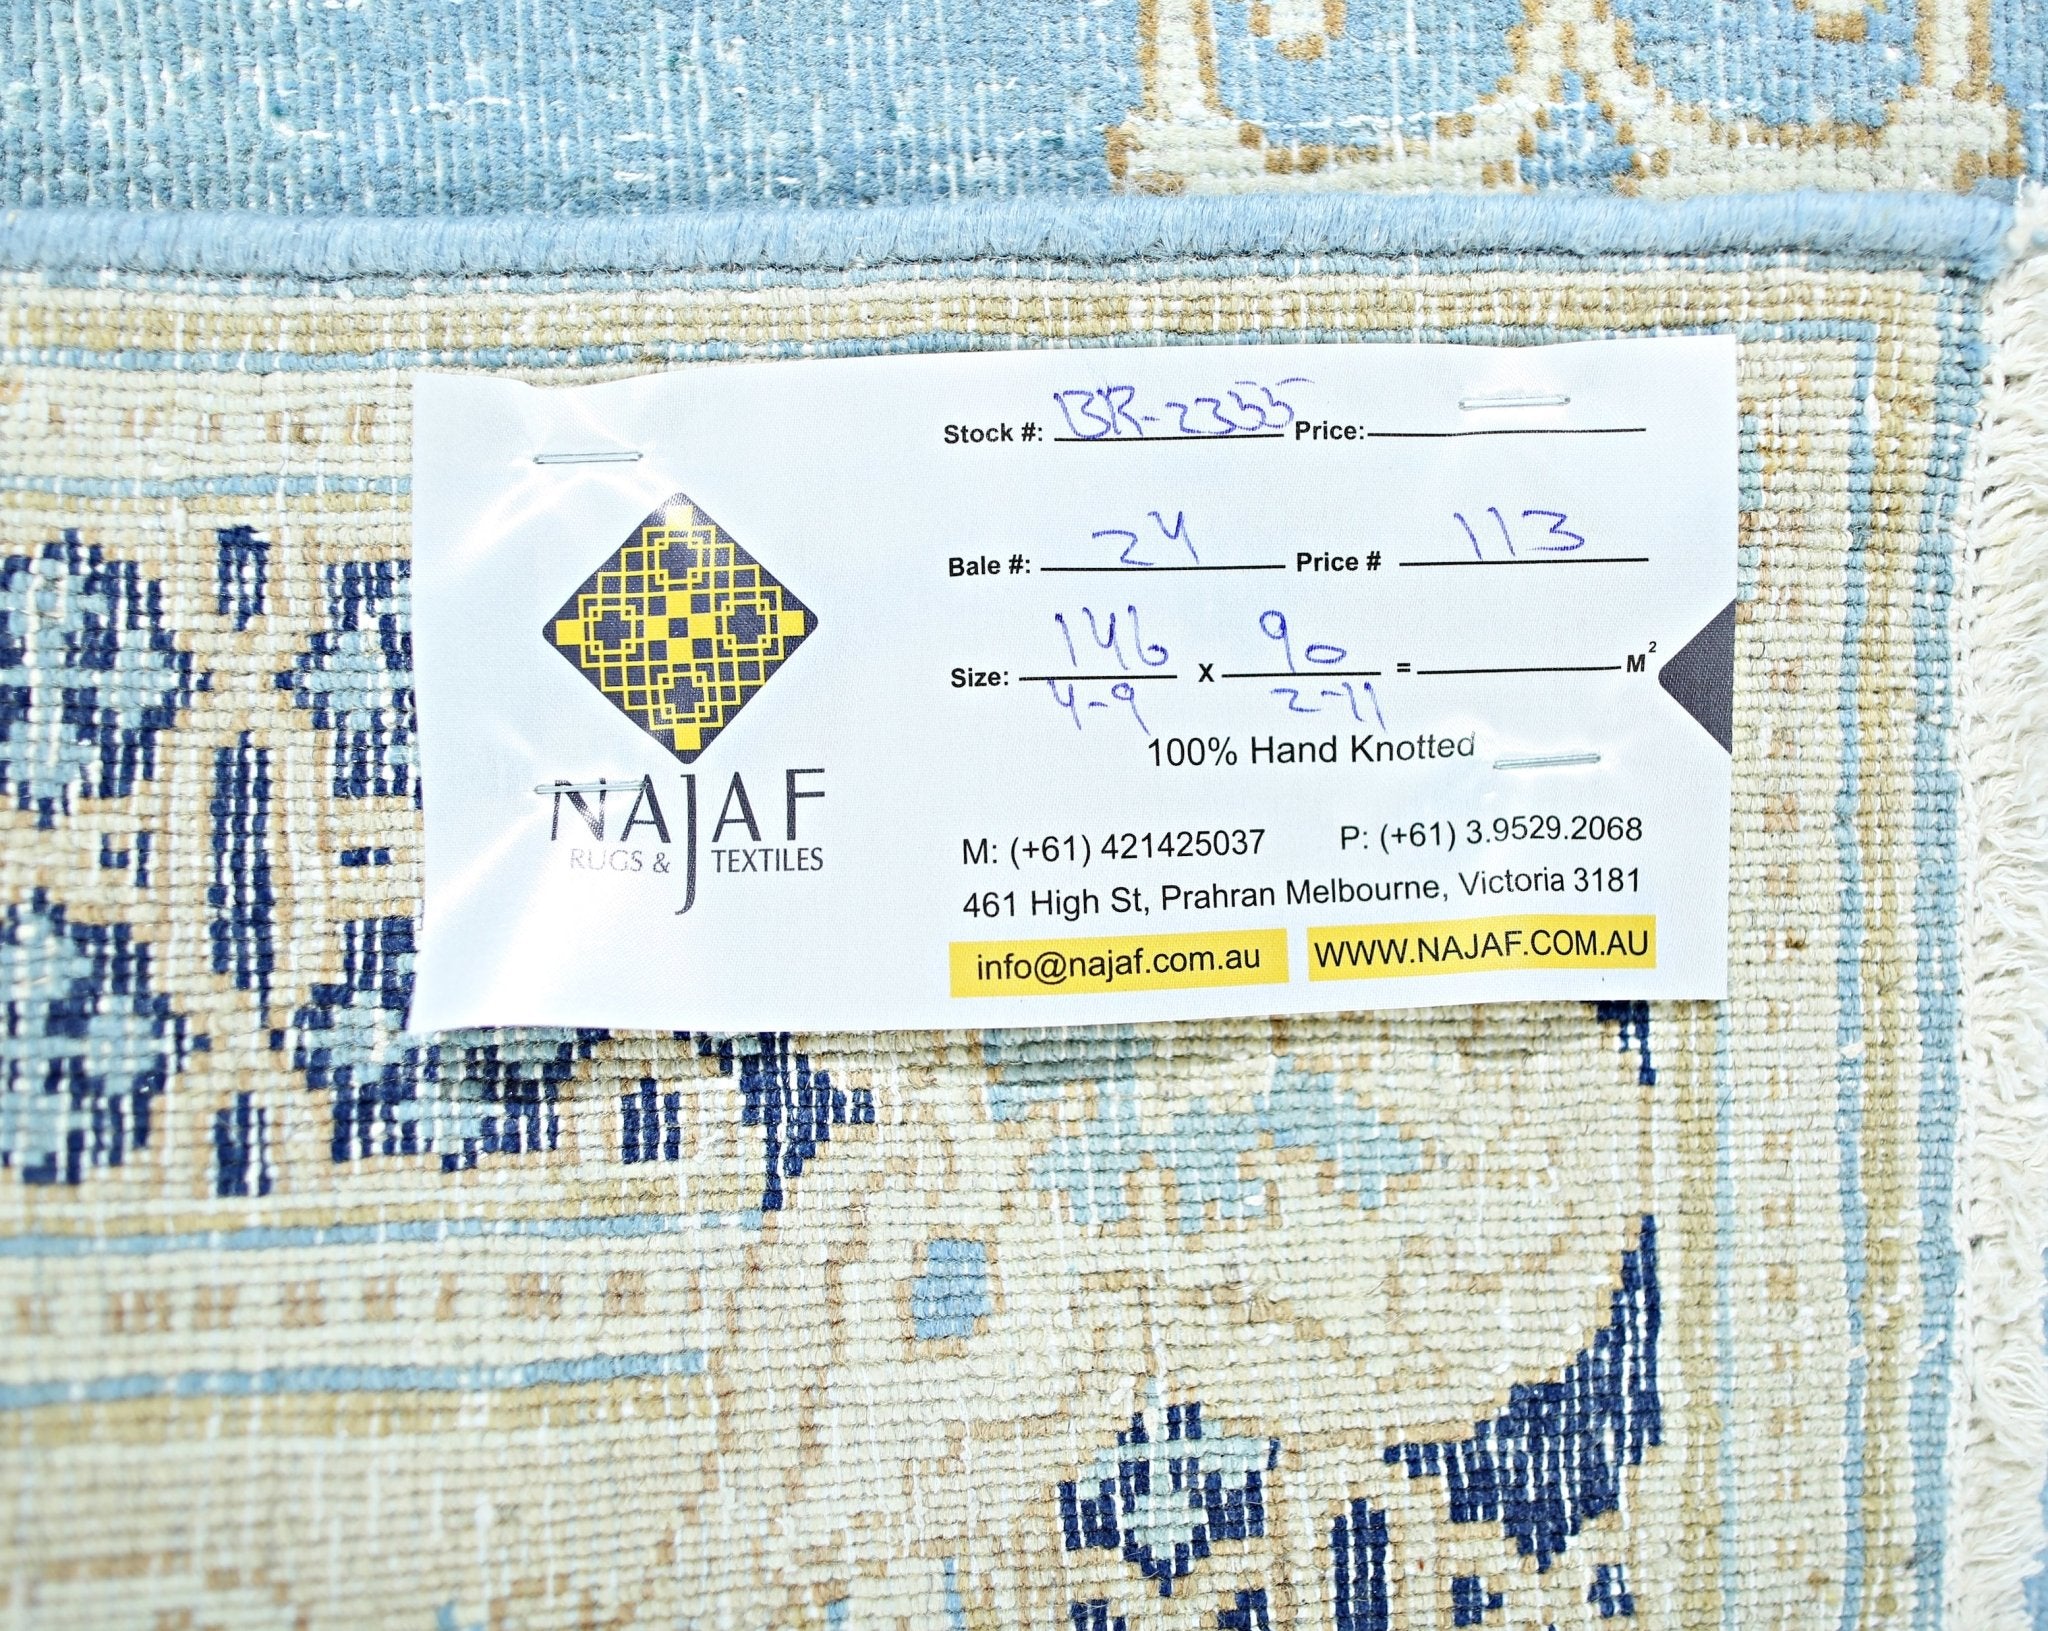 Stock #: BR-2355 Price:
Bale #: 24 Price # 113
Size: 146 x 90 = M²
4-9 2-11
100% Hand Knotted
NAJAF
RUGS & TEXTILES
M: (+61) 421425037 P: (+61) 3.9529.2068
461 High St, Prahran Melbourne, Victoria 3181
info@najaf.com.au WWW.NAJAF.COM.AU